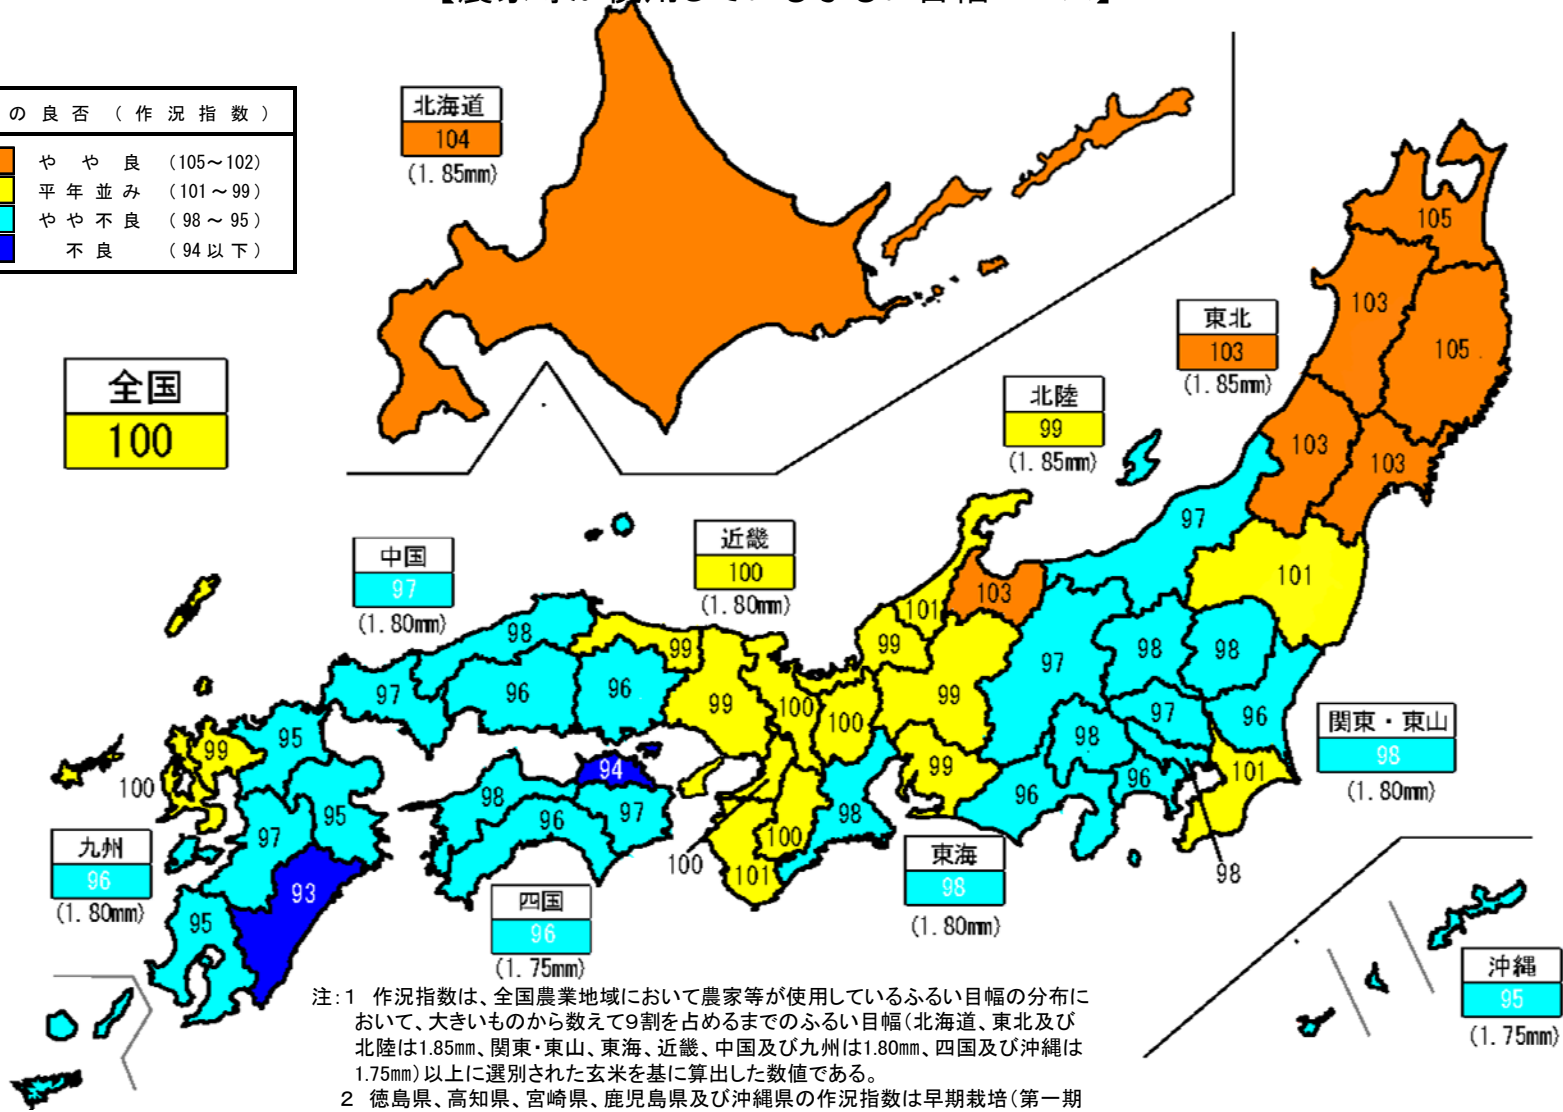 の良否（作況指数）
やや良 （105～102）
平年並み （101～99）
やや不良 （98～95）
不良 （94以下）
全国
100
北海道
104
(1.85mm)
東北
103
(1.85mm)
北陸
99
(1.85mm)
近畿
100
(1.80mm)
中国
97
(1.80mm)
関東・東山
98
(1.80mm)
東海
98
(1.80mm)
四国
96
(1.75mm)
九州
96
(1.80mm)
沖縄
95
(1.75mm)
105
103
105
103
103
97
101
103
101
99
98
98
97
96
99
97
98
96
101
98
96
99
98
100
100
99
100
100
101
99
98
96
96
97
94
98
96
97
95
99
100
95
97
93
95
注:1 作況指数は、全国農業地域において農家等が使用しているふるい目幅の分布に
おいて、大きいものから数えて9割を占めるまでのふるい目幅(北海道、東北及び
北陸は1.85mm、関東・東山、東海、近畿、中国及び九州は1.80mm、四国及び沖縄は
1.75mm)以上に選別された玄米を基に算出した数値である。
2 徳島県、高知県、宮崎県、鹿児島県及び沖縄県の作況指数は早期栽培(第一期